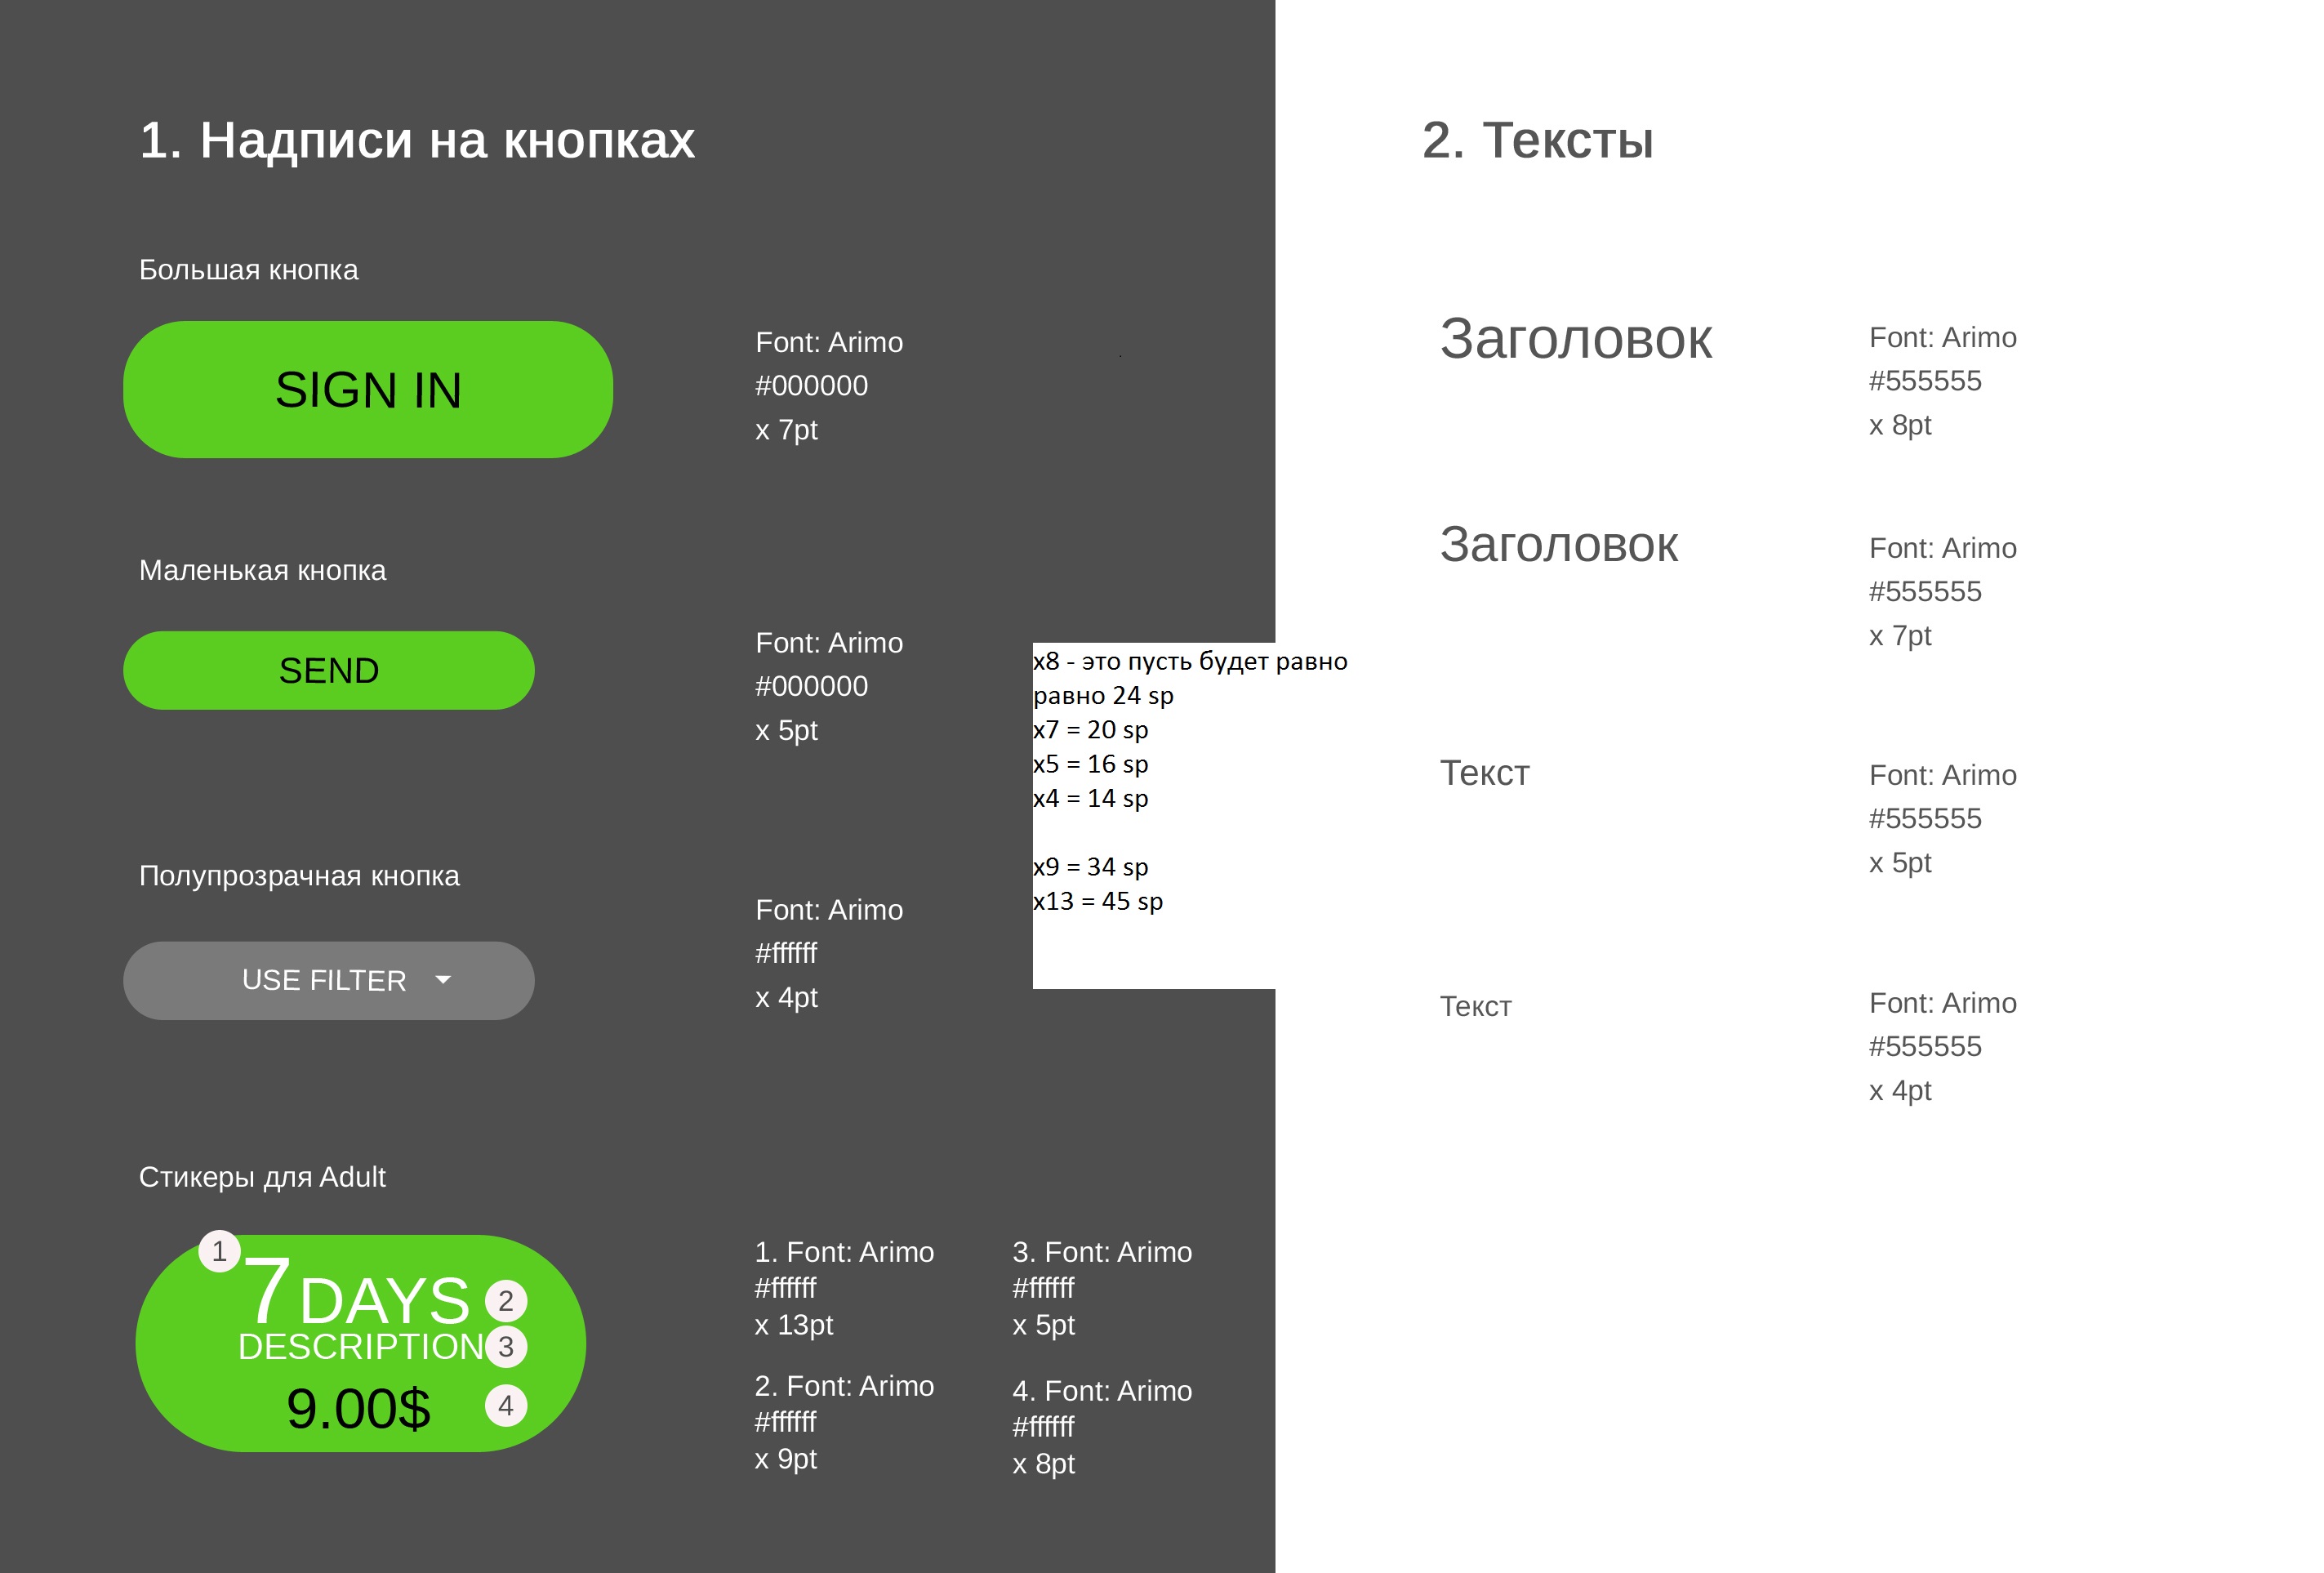 1. Надписи на кнопках
Большая кнопка
SIGN IN
Font: Arimo
#000000
x 7pt
Маленькая кнопка
SEND
Font: Arimo
#000000
x 5pt
Полупрозрачная кнопка
USE FILTER
Font: Arimo
#ffffff
x 4pt
Стикеры для Adult
1
7 DAYS
2
DESCRIPTION
3
9.00$
4
1. Font: Arimo
#ffffff
x 13pt
2. Font: Arimo
#ffffff
x 9pt
3. Font: Arimo
#ffffff
x 5pt
4. Font: Arimo
#ffffff
x 8pt
x8 - это пусть будет равно
равно 24 sp
x7 = 20 sp
x5 = 16 sp
x4 = 14 sp
x9 = 34 sp
x13 = 45 sp
2. Тексты
Заголовок
Font: Arimo
#555555
x 8pt
Заголовок
Font: Arimo
#555555
x 7pt
Текст
Font: Arimo
#555555
x 5pt
Текст
Font: Arimo
#555555
x 4pt